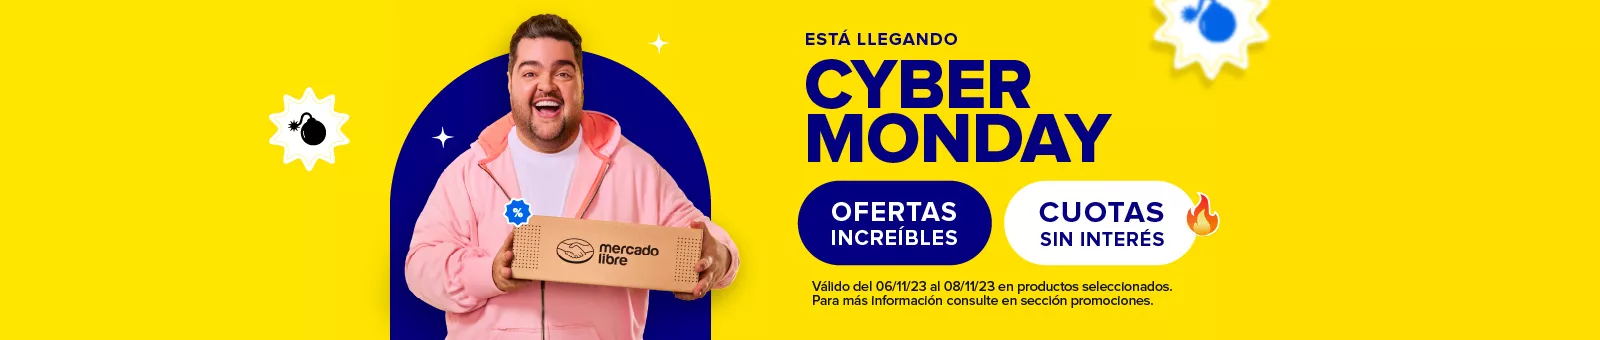 ESTÁ LLEGANDO
CYBER
MONDAY
OFERTAS
INCREÍBLES
CUOTAS
SIN INTERÉS
Válido del 06/11/23 al 08/11/23 en productos seleccionados.
Para más información consulte en sección promociones.
%
mercado
libre